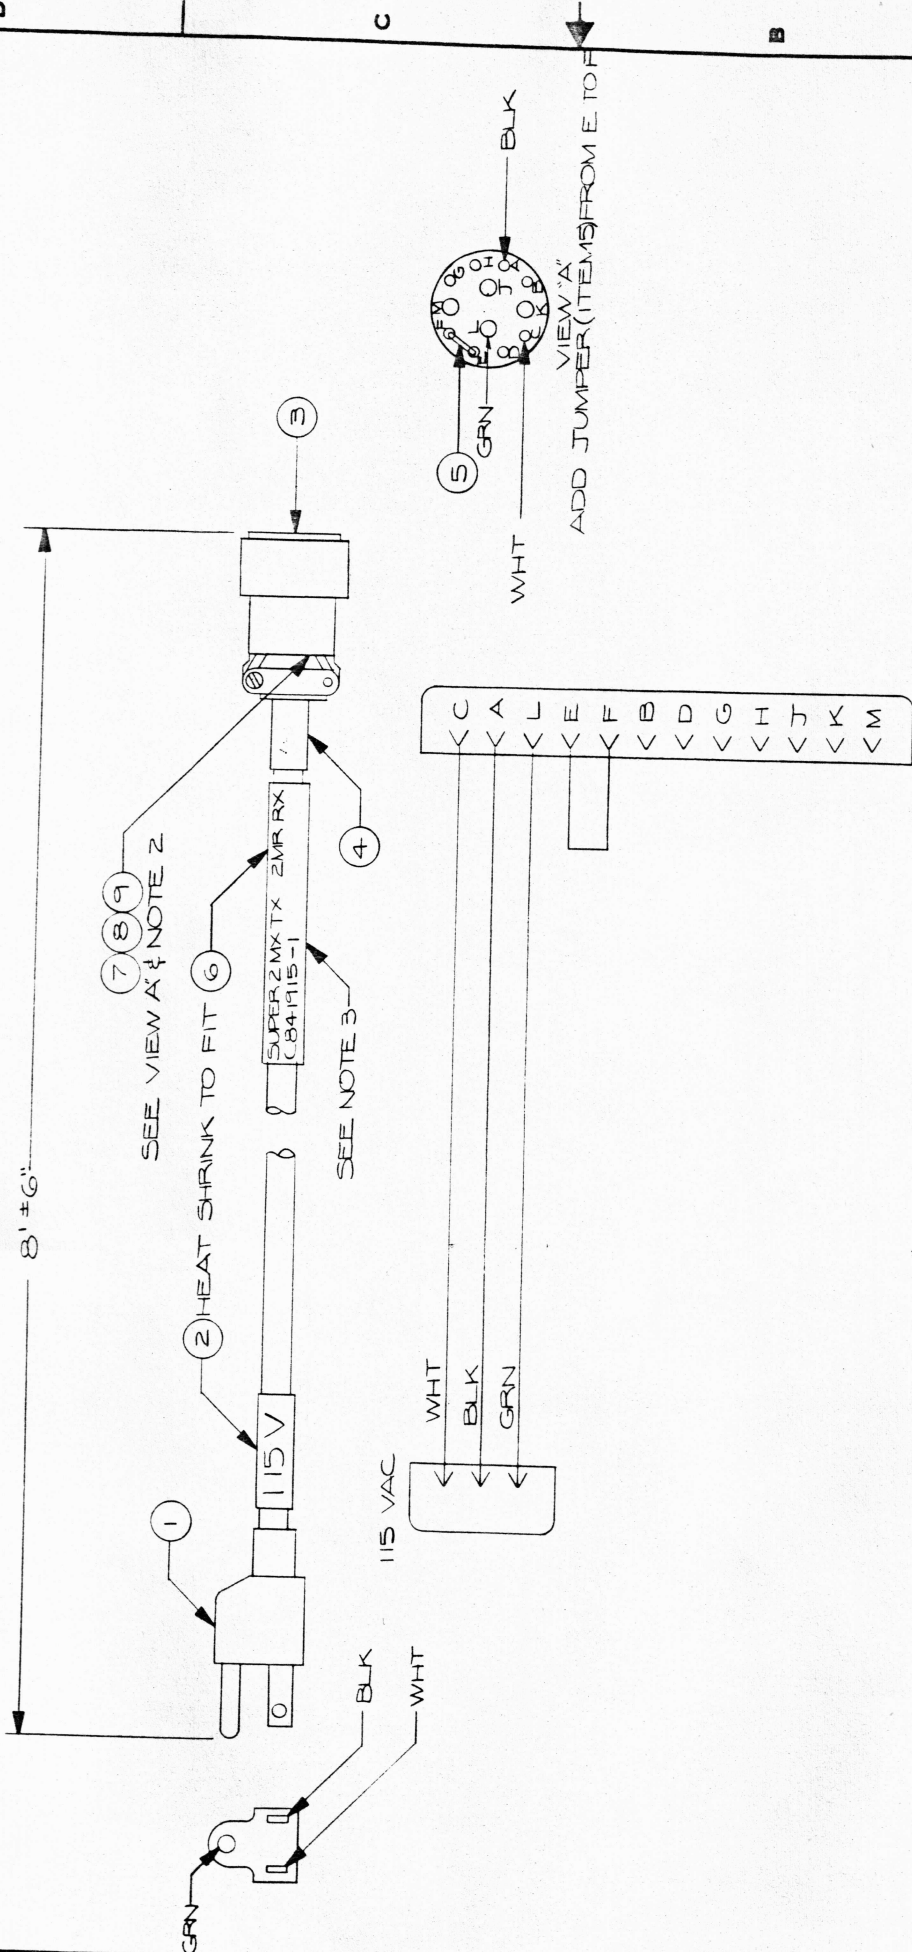 C
B
8' ± 6"
7 8 9
SEE VIEW "A" & NOTE 2
2 HEAT SHRINK TO FIT 6
1
115 V
SUPER 2 MX TX 2MR RX
C841915-1
SEE NOTE 3
4
3
GRN
BLK
WHT
115 VAC
WHT
BLK
GRN
C
A
L
E
F
B
D
G
H
J
K
M
5
GRN
WHT
BLK
F M G H A J B K C D E L
VIEW "A"
ADD JUMPER (ITEM 5) FROM E TO F